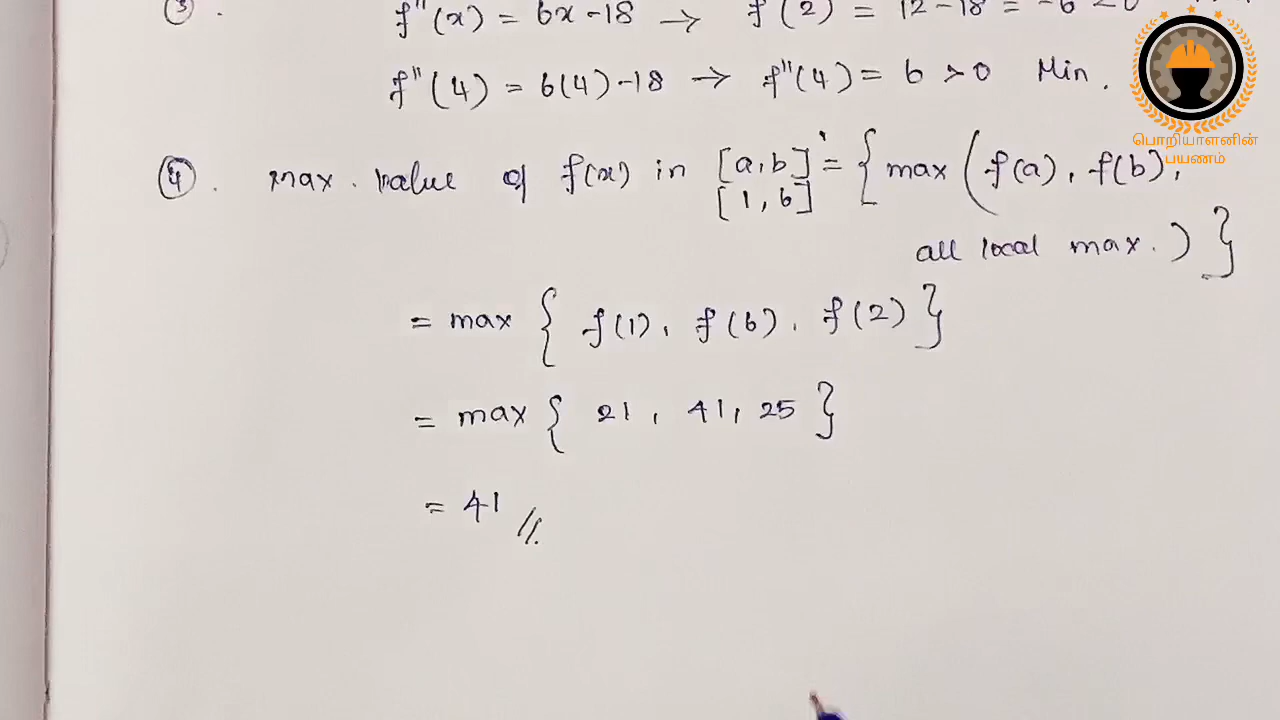 ③. f"(x) = 6x-18 → f"(2) = 12-18 = -6 <0
f"(4) = 6(4)-18 → f"(4) = 6 >0 Min.
பொறியாளனின்
பயணம்
④. max. value of f(x) in [a,b] = { max ( f(a), f(b),
[1,6]
all local max. ) }
= max { f(1), f(6), f(2) }
= max { 21, 41, 25 }
= 41 //.